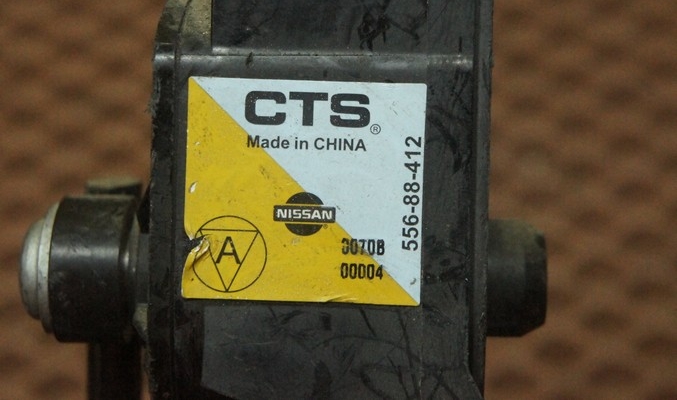 CTS®
Made in CHINA
NISSAN
556-88-412
A
0070B
00004